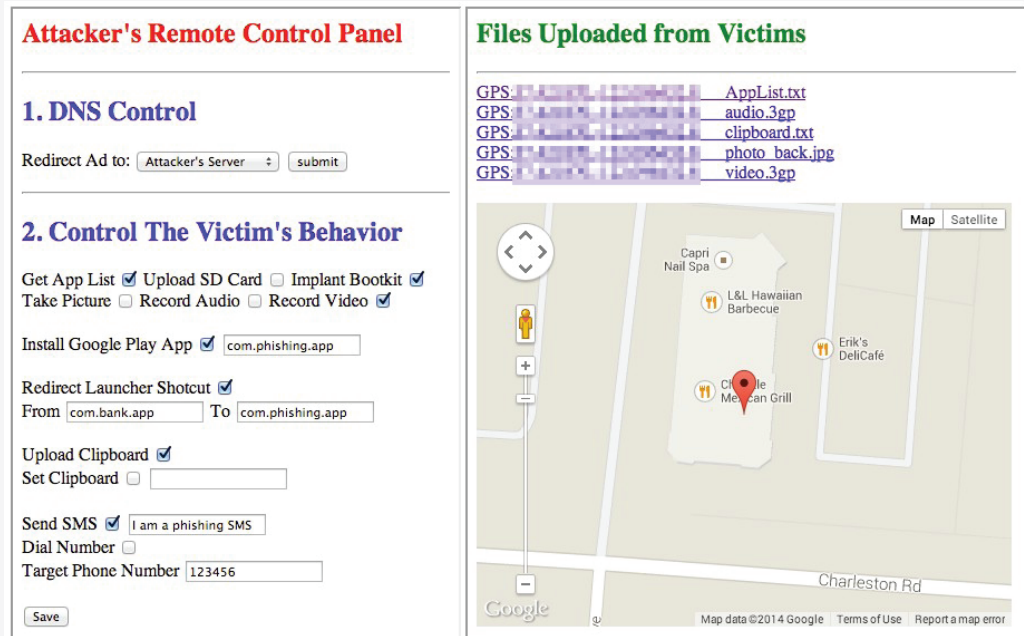 Attacker's Remote Control Panel
1. DNS Control
Redirect Ad to: Attacker's Server submit
2. Control The Victim's Behavior
Get App List Upload SD Card Implant Bootkit
Take Picture Record Audio Record Video
Install Google Play App com.phishing.app
Redirect Launcher Shotcut
From com.bank.app To com.phishing.app
Upload Clipboard
Set Clipboard
Send SMS I am a phishing SMS
Dial Number
Target Phone Number 123456
Save
Files Uploaded from Victims
GPS: AppList.txt
GPS: audio.3gp
GPS: clipboard.txt
GPS: photo_back.jpg
GPS: video.3gp
Map Satellite
Capri
Nail Spa
L&L Hawaiian
Barbecue
Erik's
DeliCafé
Grill
Charleston Rd
Google
Map data ©2014 Google Terms of Use Report a map error